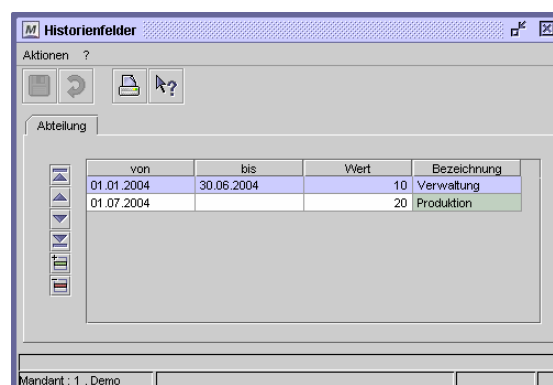 M Historienfelder
Aktionen ?
?
Abteilung
von bis Wert Bezeichnung
01.01.2004 30.06.2004 10 Verwaltung
01.07.2004 20 Produktion
Mandant : 1 , Demo